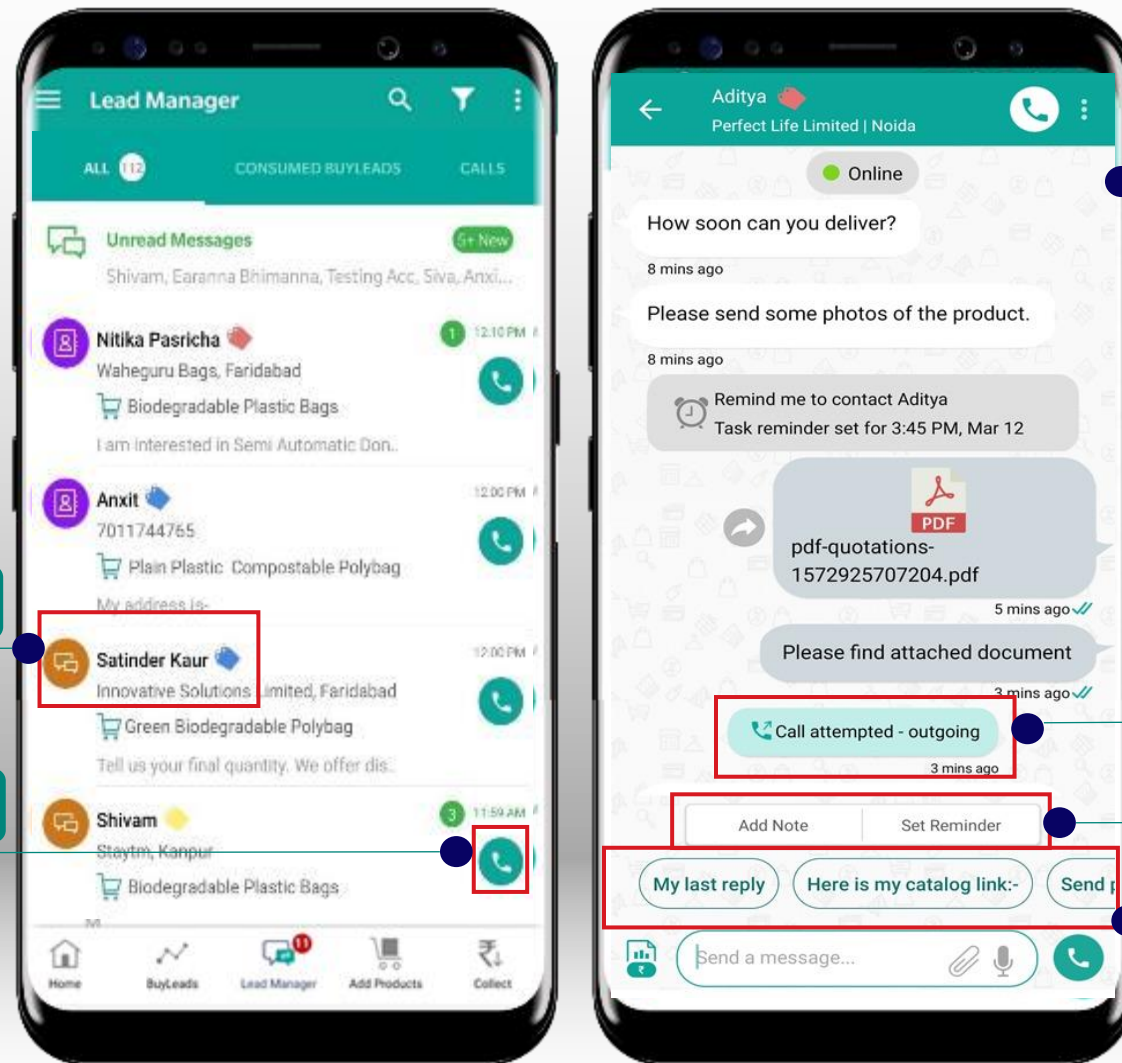 Lead Manager
ALL 112
CONSUMED BUYLEADS
CALLS
Unread Messages
5+ New
Shivam, Earanna Bhimanna, Testing Acc, Siva, Anxi...
Nitika Pasricha
1 12:10 PM
Waheguru Bags, Faridabad
Biodegradable Plastic Bags
I am interested in Semi Automatic Don..
Anxit
12:00 PM
7011744765
Plain Plastic Compostable Polybag
My address is-
Satinder Kaur
12:00 PM
Innovative Solutions Limited, Faridabad
Green Biodegradable Polybag
Tell us your final quantity. We offer dis..
Shivam
3 11:59 AM
Staytm, Kanpur
Biodegradable Plastic Bags
11
Home
BuyLeads
Lead Manager
Add Products
Collect
Aditya
Perfect Life Limited | Noida
Online
How soon can you deliver?
8 mins ago
Please send some photos of the product.
8 mins ago
Remind me to contact Aditya
Task reminder set for 3:45 PM, Mar 12
PDF
pdf-quotations-
1572925707204.pdf
5 mins ago
Please find attached document
3 mins ago
Call attempted - outgoing
3 mins ago
Add Note
Set Reminder
My last reply
Here is my catalog link:-
Send
Send a message...